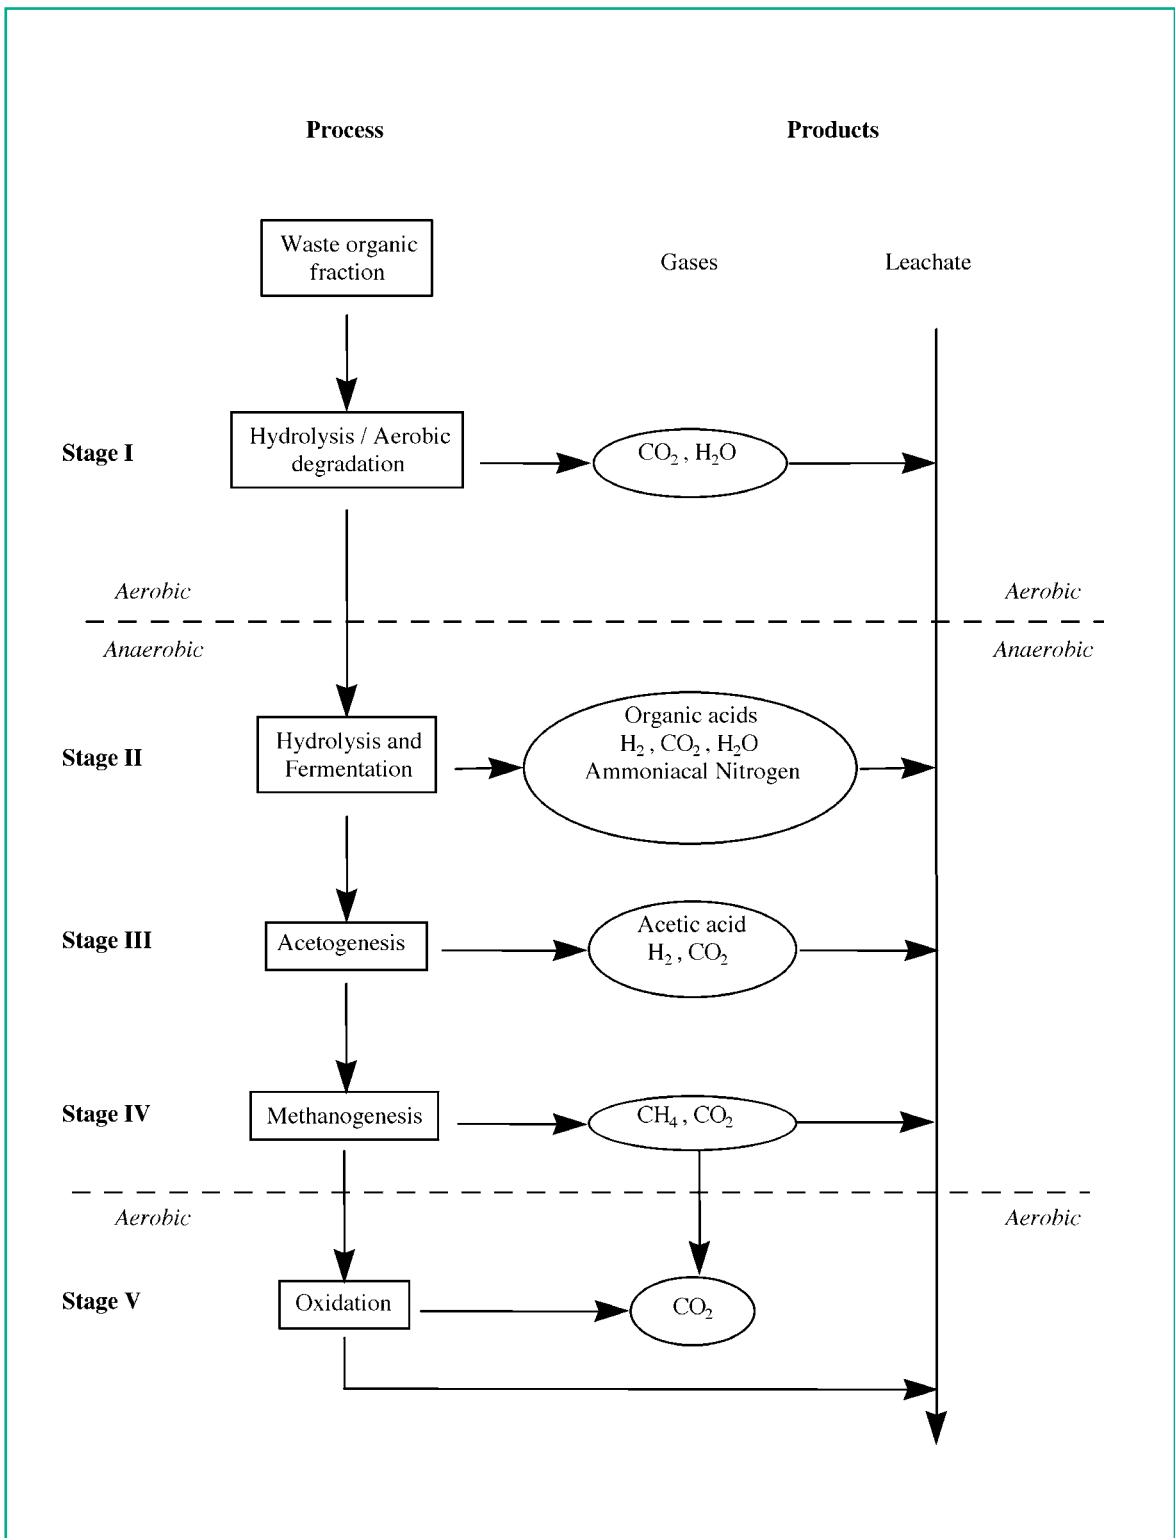 Process
Products
Waste organic
fraction
Gases
Leachate
Stage I
Hydrolysis / Aerobic
degradation
CO₂ , H₂O
Aerobic
Aerobic
Anaerobic
Anaerobic
Stage II
Hydrolysis and
Fermentation
Organic acids
H₂ , CO₂ , H₂O
Ammoniacal Nitrogen
Stage III
Acetogenesis
Acetic acid
H₂ , CO₂
Stage IV
Methanogenesis
CH₄ , CO₂
Aerobic
Aerobic
Stage V
Oxidation
CO₂